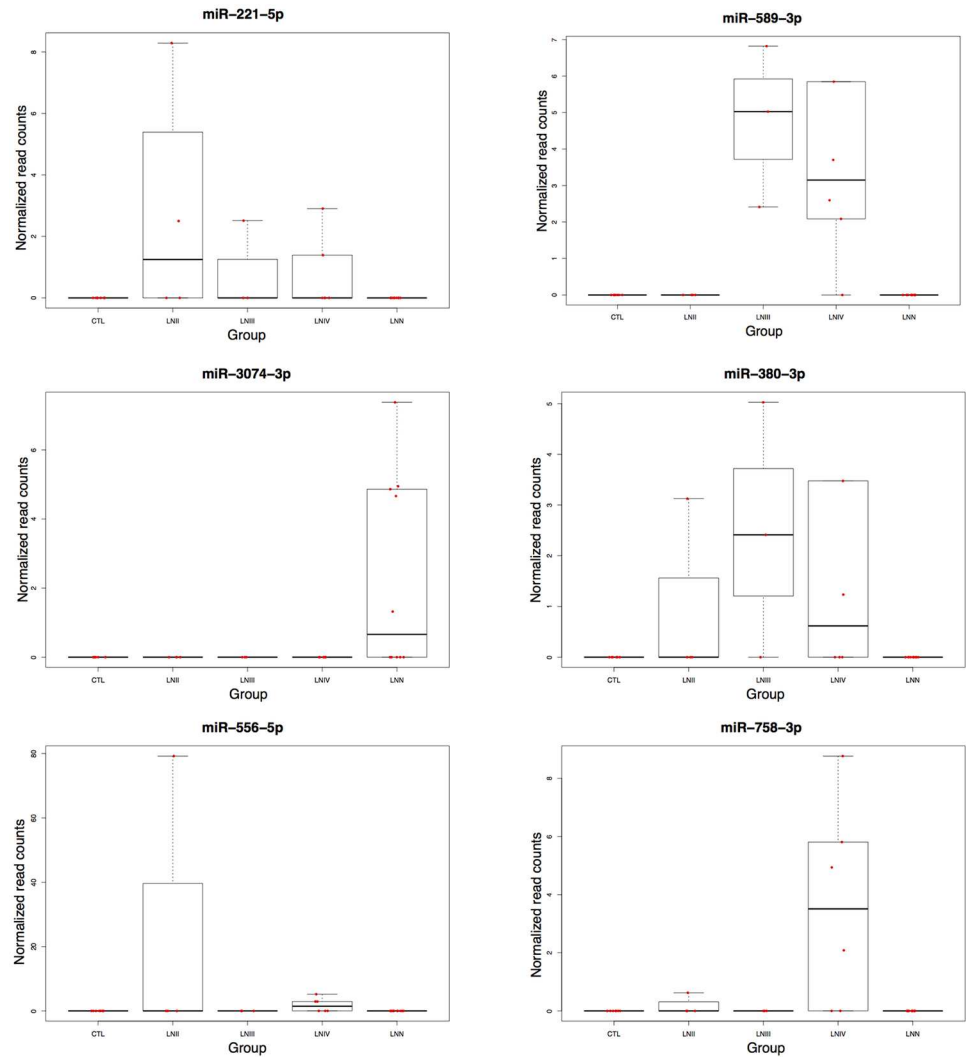 miR−221−5p
Normalized read counts
8
6
4
2
0
CTL LNII LNIII LNIV LNN
Group
miR−589−3p
Normalized read counts
7
6
5
4
3
2
1
0
CTL LNII LNIII LNIV LNN
Group
miR−3074−3p
Normalized read counts
6
4
2
0
CTL LNII LNIII LNIV LNN
Group
miR−380−3p
Normalized read counts
5
4
3
2
1
0
CTL LNII LNIII LNIV LNN
Group
miR−556−5p
Normalized read counts
80
60
40
20
0
CTL LNII LNIII LNIV LNN
Group
miR−758−3p
Normalized read counts
8
6
4
2
0
CTL LNII LNIII LNIV LNN
Group